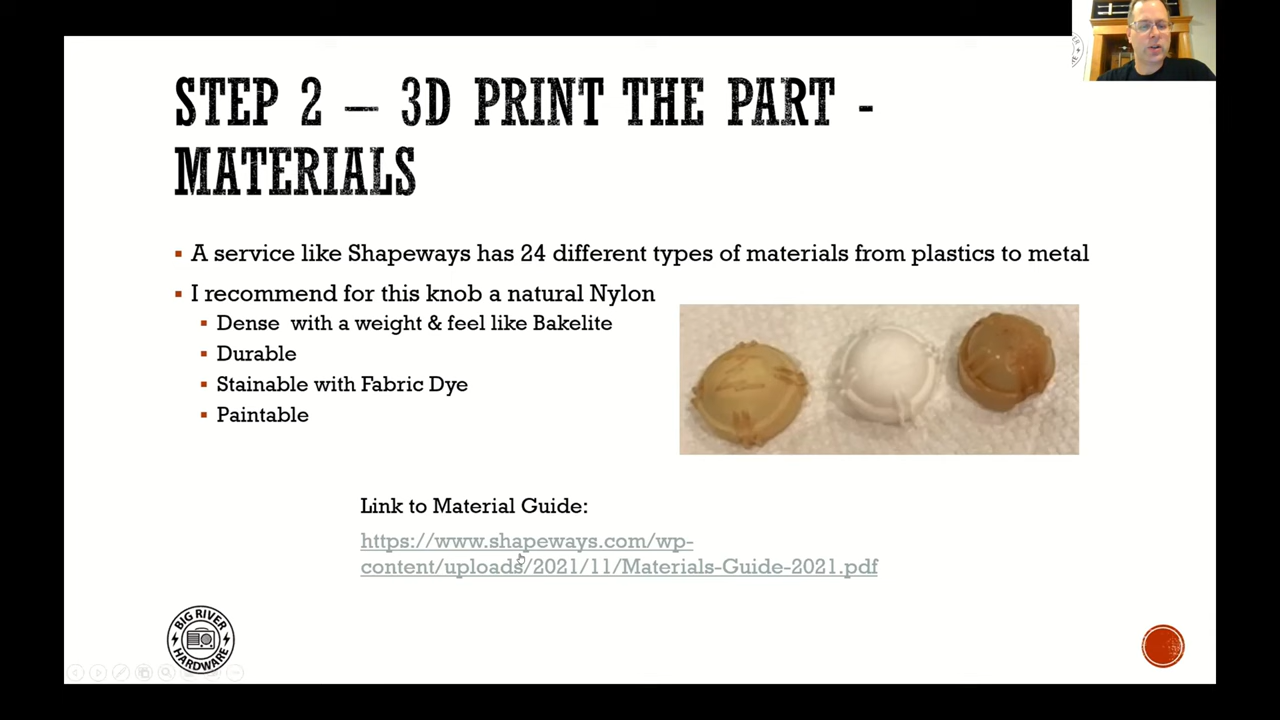 STEP 2 – 3D PRINT THE PART -
MATERIALS
▪ A service like Shapeways has 24 different types of materials from plastics to metal
▪ I recommend for this knob a natural Nylon
▪ Dense with a weight & feel like Bakelite
▪ Durable
▪ Stainable with Fabric Dye
▪ Paintable
Link to Material Guide:
https://www.shapeways.com/wp-
content/uploads/2021/11/Materials-Guide-2021.pdf
BIG RIVER
HARDWARE